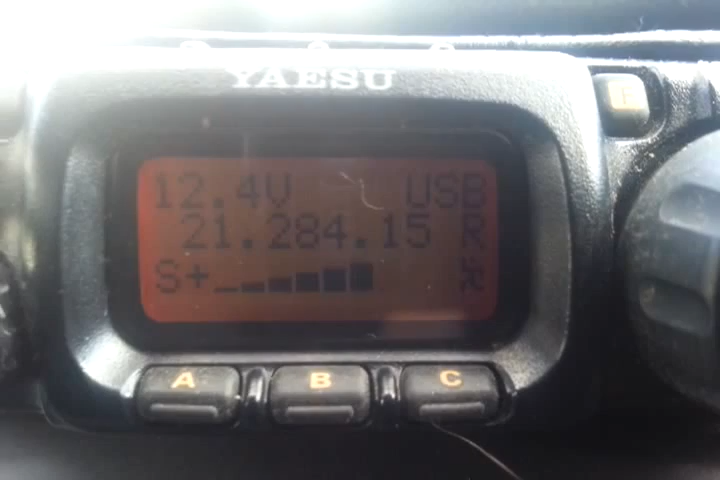 YAESU
12.4V USB
21.284.15 R
S+
A B C